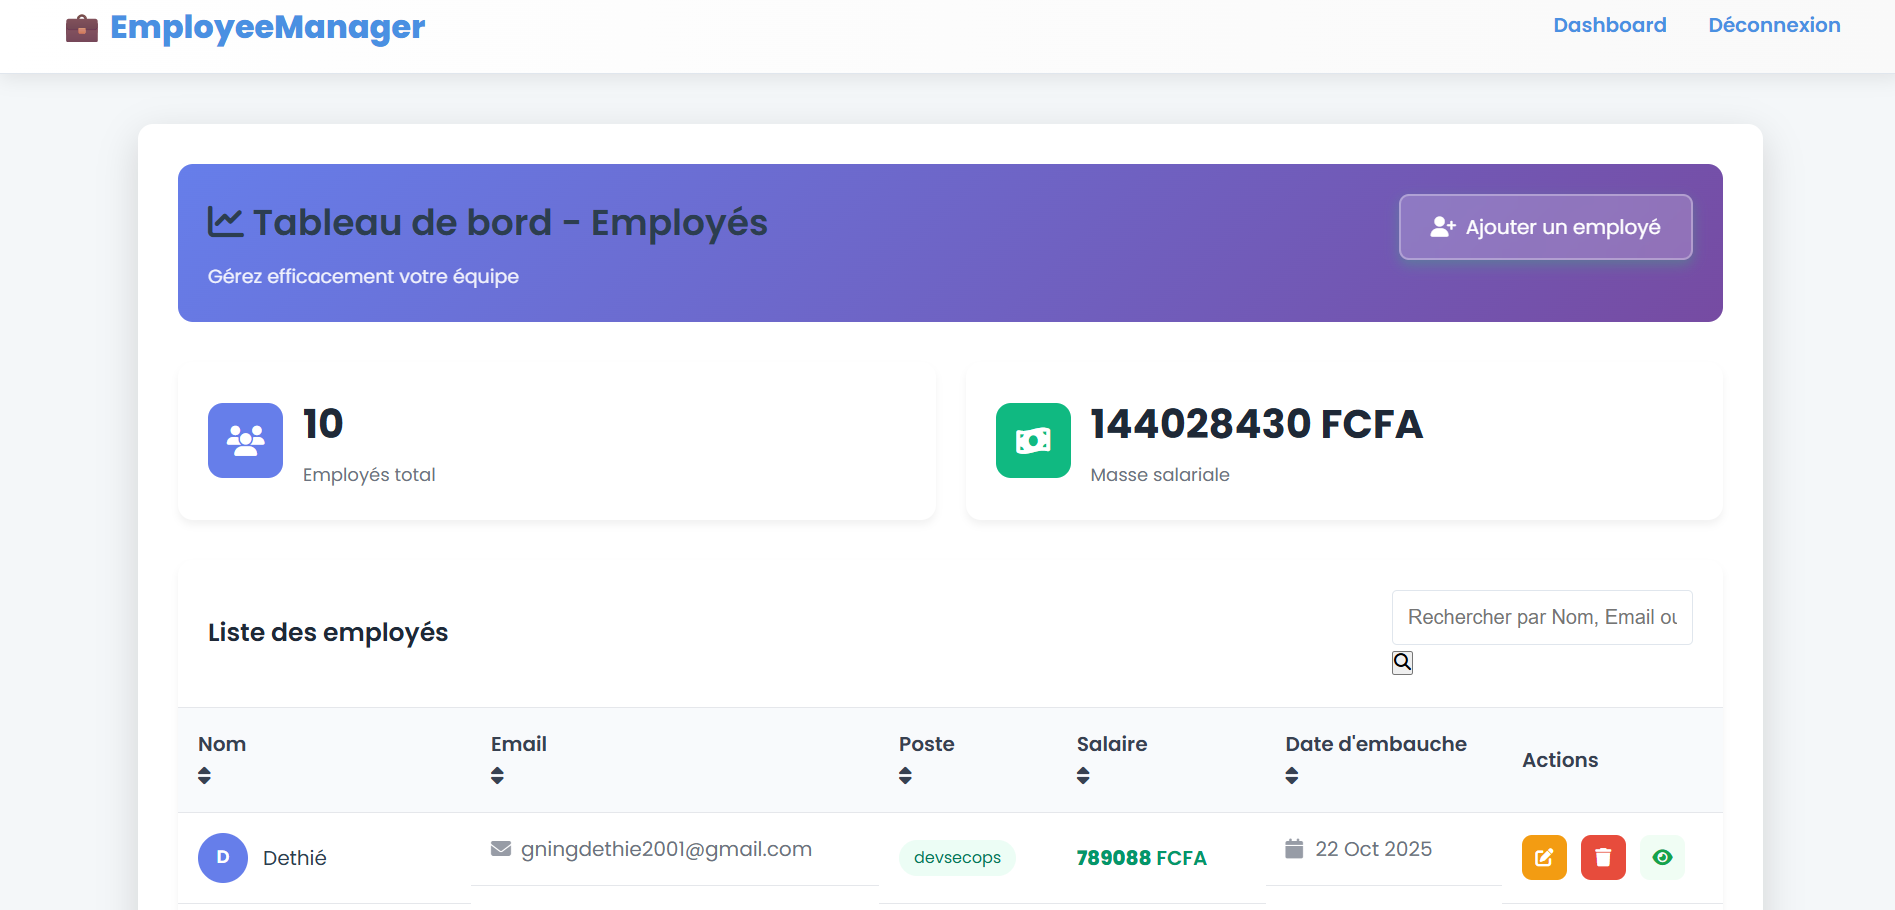 EmployeeManager
Dashboard
Déconnexion
Tableau de bord - Employés
Gérez efficacement votre équipe
Ajouter un employé
10
Employés total
144028430 FCFA
Masse salariale
Liste des employés
Rechercher par Nom, Email ou
Nom
Email
Poste
Salaire
Date d'embauche
Actions
D
Dethié
gningdethie2001@gmail.com
devsecops
789088 FCFA
22 Oct 2025